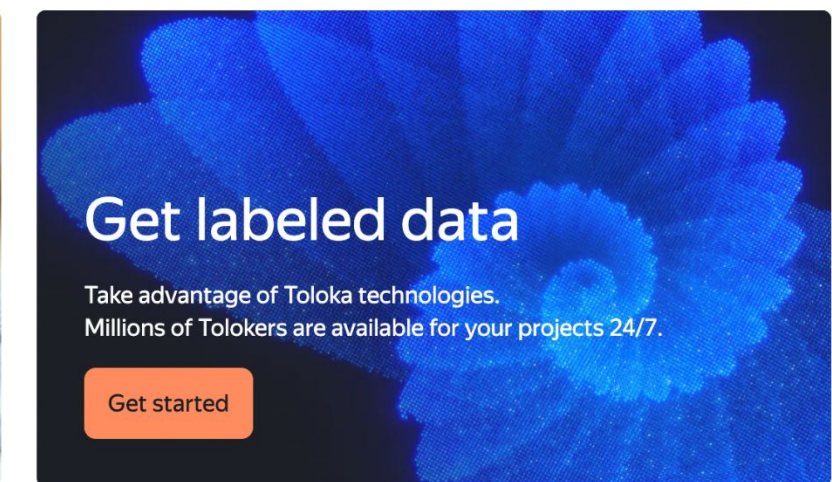 Get labeled data
Take advantage of Toloka technologies.
Millions of Tolokers are available for your projects 24/7.
Get started